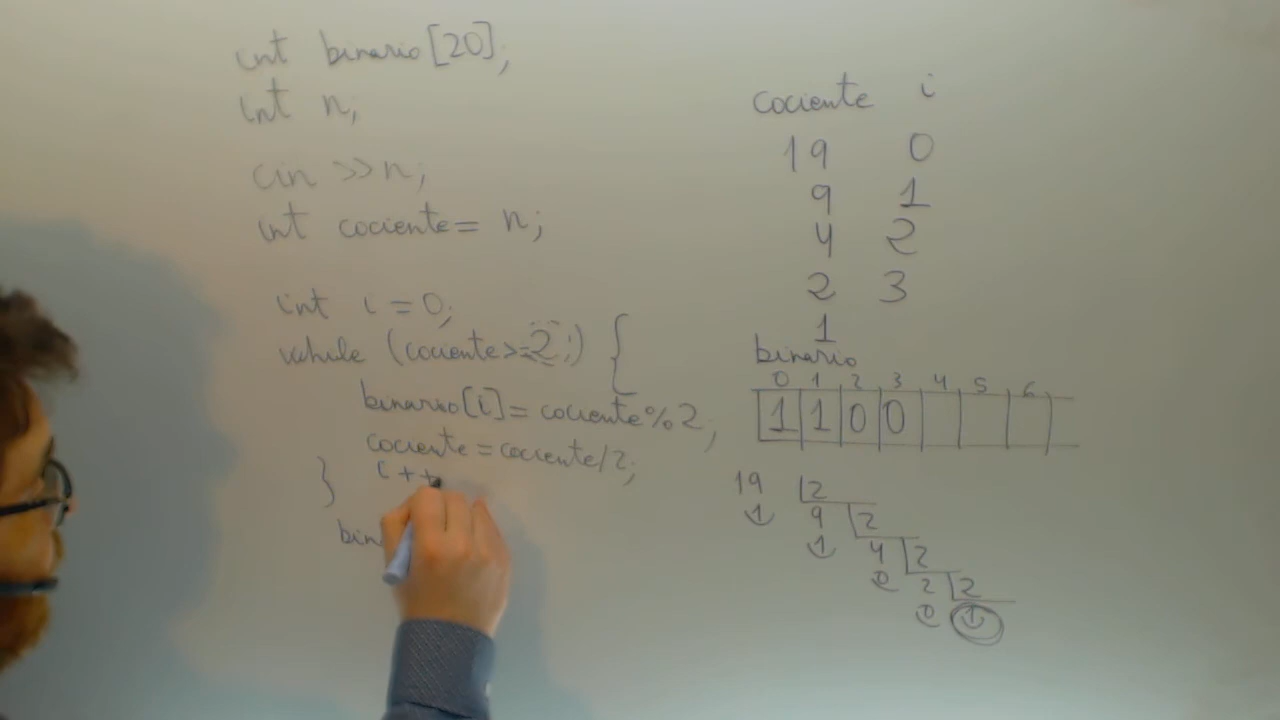 int binario[20];
int n;
cin >> n;
int cociente = n;
int i = 0;
while (cociente>=2;) {
binario[i] = cociente%2;
cociente = cociente/2;
i++
}
bin
cociente i
19 0
9 1
4 2
2 3
1
binario
0 1 2 3 4 5 6
1 1 0 0
19 2
1 9 2
1 4 2
0 2 2
0 1